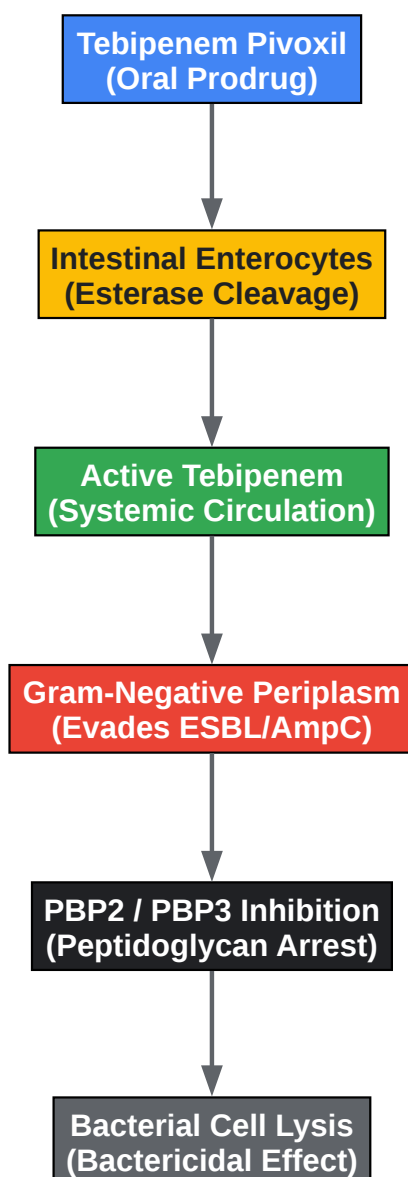 Tebipenem Pivoxil
(Oral Prodrug)
Intestinal Enterocytes
(Esterase Cleavage)
Active Tebipenem
(Systemic Circulation)
Gram-Negative Periplasm
(Evades ESBL/AmpC)
PBP2 / PBP3 Inhibition
(Peptidoglycan Arrest)
Bacterial Cell Lysis
(Bactericidal Effect)